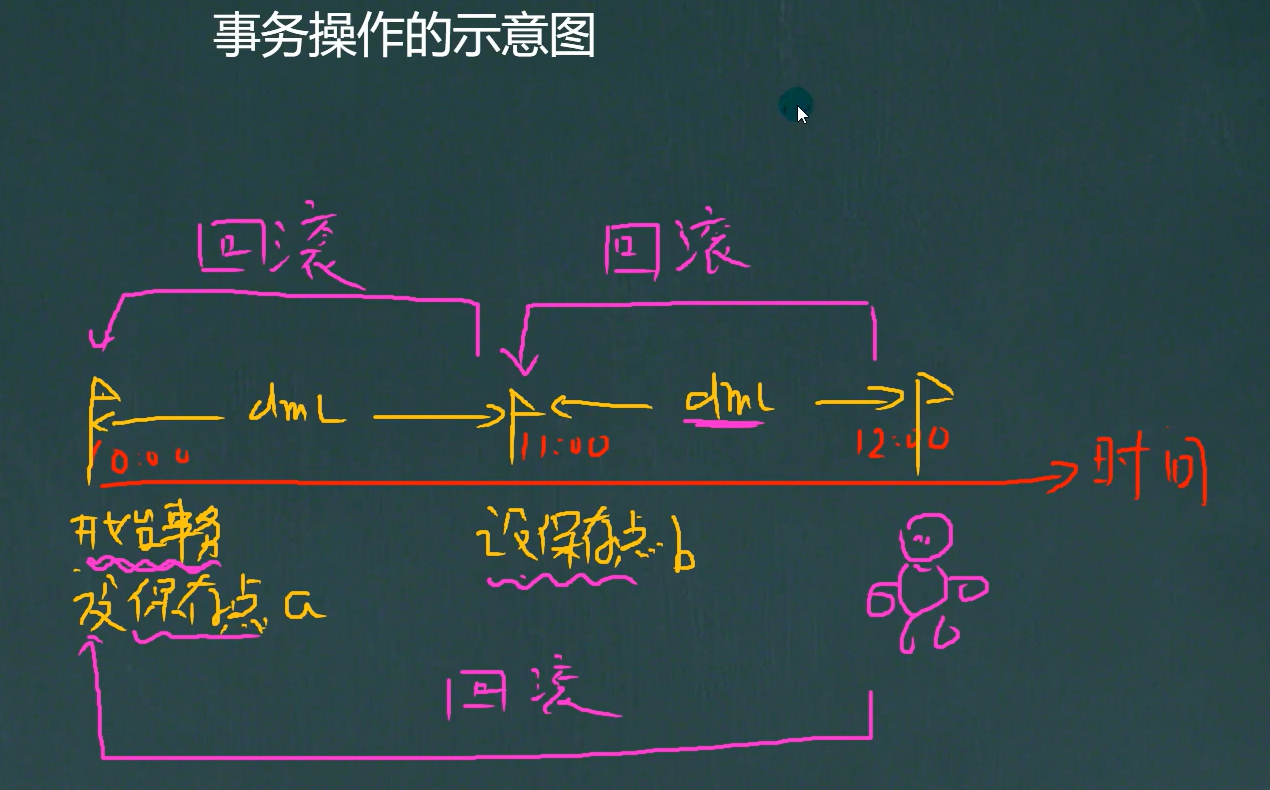 事务操作的示意图
回滚 回滚
dmL dmL
10:00 11:00 12:00 时间
开始事务 设保存点 b
设保存点 a
回滚